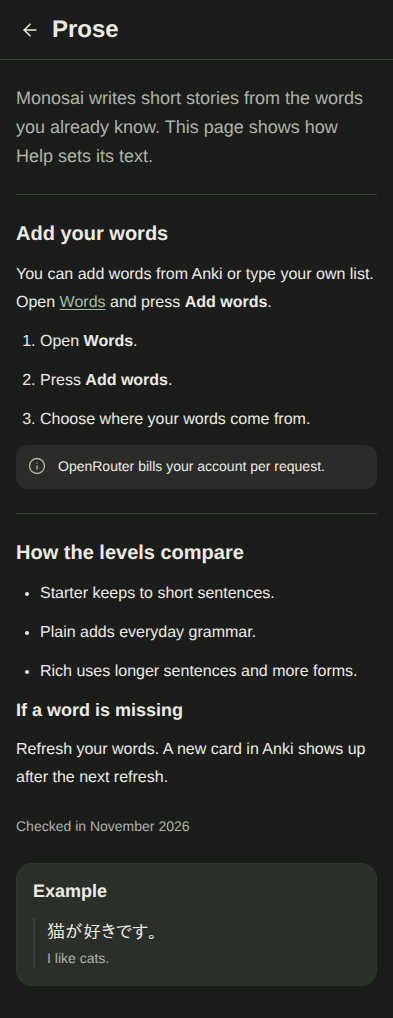 Prose
Monosai writes short stories from the words
you already know. This page shows how
Help sets its text.
Add your words
You can add words from Anki or type your own list.
Open Words and press Add words.
1. Open Words.
2. Press Add words.
3. Choose where your words come from.
OpenRouter bills your account per request.
How the levels compare
• Starter keeps to short sentences.
• Plain adds everyday grammar.
• Rich uses longer sentences and more forms.
If a word is missing
Refresh your words. A new card in Anki shows up
after the next refresh.
Checked in November 2026
Example
猫が好きです。
I like cats.